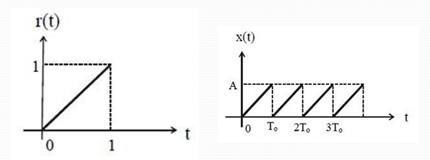 r(t)
1
0 1 t
x(t)
A
0 T₀ 2T₀ 3T₀ t